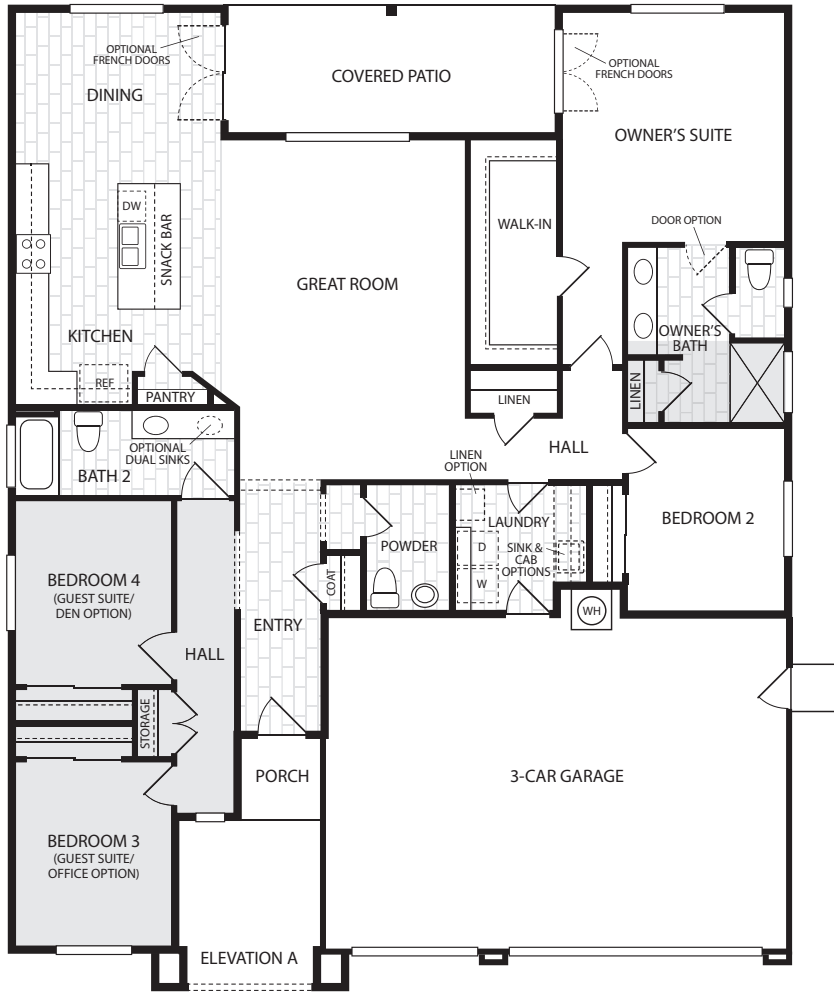 OPTIONAL
FRENCH DOORS
DINING
COVERED PATIO
OPTIONAL
FRENCH DOORS
OWNER'S SUITE
DW
SNACK BAR
WALK-IN
DOOR OPTION
GREAT ROOM
KITCHEN
OWNER'S
BATH
REF
PANTRY
LINEN
LINEN
OPTIONAL
DUAL SINKS
BATH 2
HALL
LINEN
OPTION
LAUNDRY
BEDROOM 2
POWDER
D
SINK &
CAB
OPTIONS
W
COAT
WH
BEDROOM 4
(GUEST SUITE/
DEN OPTION)
ENTRY
HALL
STORAGE
PORCH
3-CAR GARAGE
BEDROOM 3
(GUEST SUITE/
OFFICE OPTION)
ELEVATION A